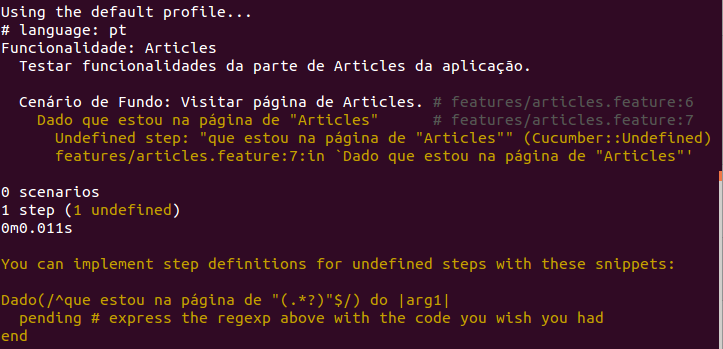 Using the default profile...
# language: pt
Funcionalidade: Articles
  Testar funcionalidades da parte de Articles da aplicação.

  Cenário de Fundo: Visitar página de Articles. # features/articles.feature:6
    Dado que estou na página de "Articles"      # features/articles.feature:7
      Undefined step: "que estou na página de "Articles"" (Cucumber::Undefined)
      features/articles.feature:7:in `Dado que estou na página de "Articles"'

0 scenarios
1 step (1 undefined)
0m0.011s

You can implement step definitions for undefined steps with these snippets:

Dado(/^que estou na página de "(.*?)"$/) do |arg1|
  pending # express the regexp above with the code you wish you had
end